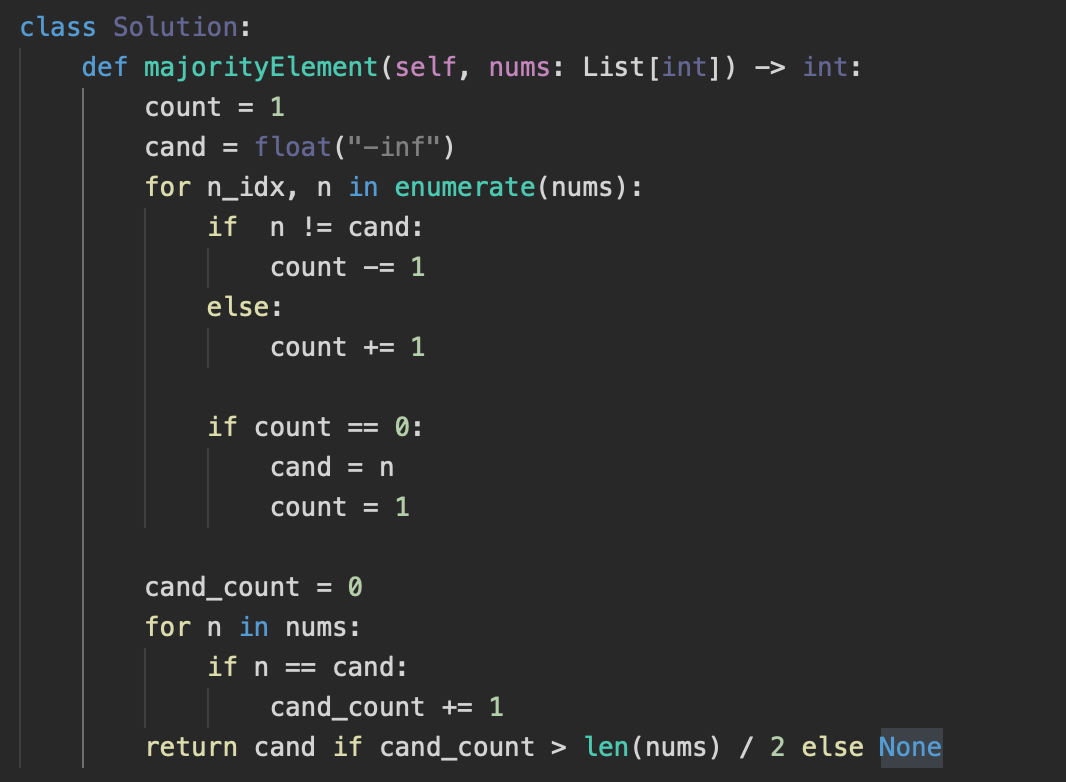 class Solution:
    def majorityElement(self, nums: List[int]) -> int:
        count = 1
        cand = float("-inf")
        for n_idx, n in enumerate(nums):
            if  n != cand:
                count -= 1
            else:
                count += 1

            if count == 0:
                cand = n
                count = 1

        cand_count = 0
        for n in nums:
            if n == cand:
                cand_count += 1
        return cand if cand_count > len(nums) / 2 else None